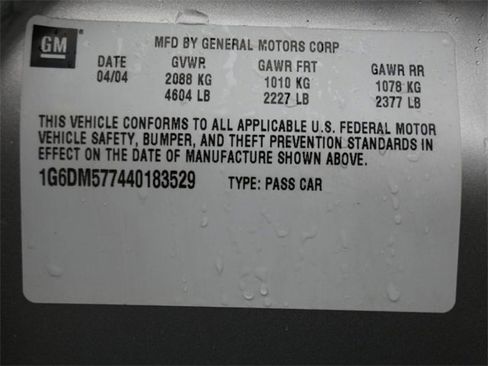 GM MFD BY GENERAL MOTORS CORP
DATE GVWR GAWR FRT GAWR RR
04/04 2088 KG 1010 KG 1078 KG
4604 LB 2227 LB 2377 LB
THIS VEHICLE CONFORMS TO ALL APPLICABLE U.S. FEDERAL MOTOR
VEHICLE SAFETY, BUMPER, AND THEFT PREVENTION STANDARDS IN
EFFECT ON THE DATE OF MANUFACTURE SHOWN ABOVE.
1G6DM577440183529 TYPE: PASS CAR